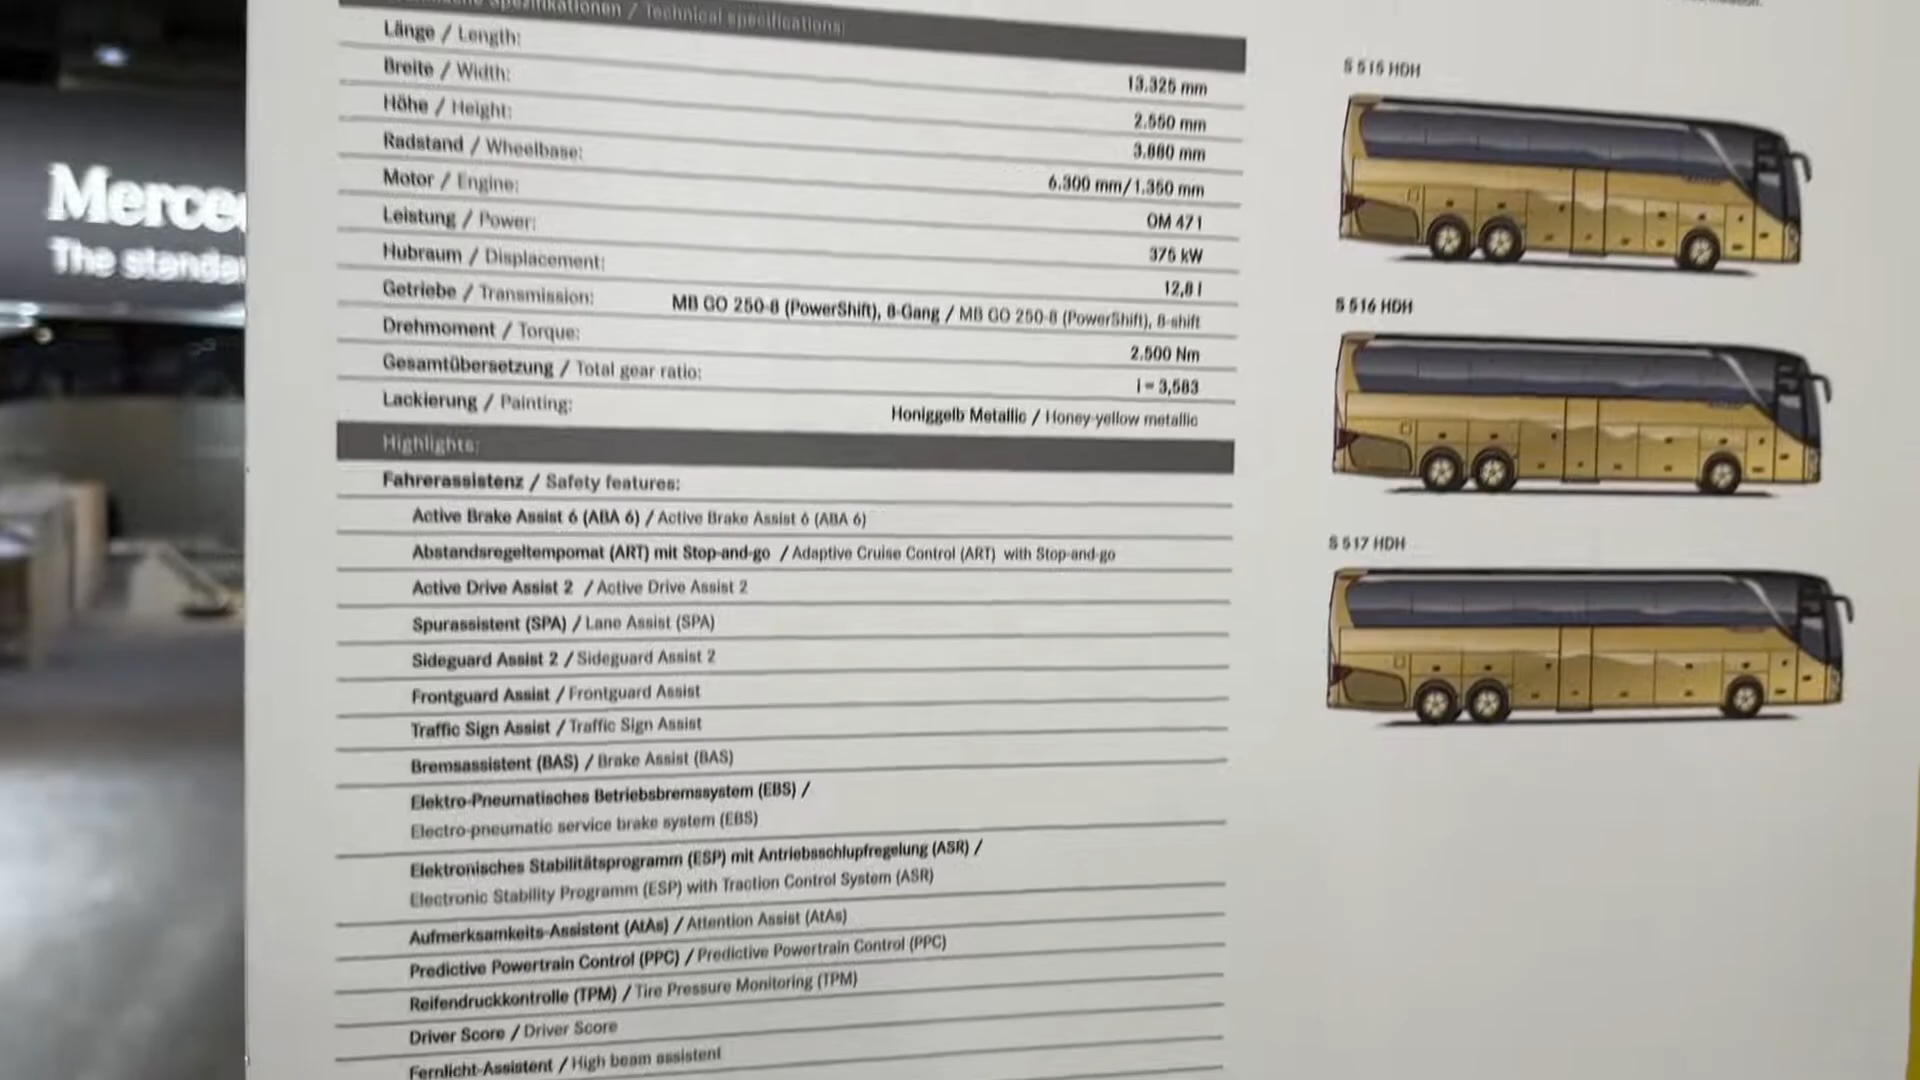 Spezifikationen / Technical specifications:
Länge / Length:
13.325 mm
Breite / Width:
2.550 mm
Höhe / Height:
3.880 mm
Radstand / Wheelbase:
6.300 mm/1.350 mm
Motor / Engine:
OM 471
Leistung / Power:
375 kW
Hubraum / Displacement:
12,8 l
Getriebe / Transmission:
MB GO 250-8 (PowerShift), 8-Gang / MB GO 250-8 (PowerShift), 8-shift
Drehmoment / Torque:
2.500 Nm
Gesamtübersetzung / Total gear ratio:
i = 3,583
Lackierung / Painting:
Honiggelb Metallic / Honey-yellow metallic
Highlights:
Fahrerassistenz / Safety features:
Active Brake Assist 6 (ABA 6) / Active Brake Assist 6 (ABA 6)
Abstandsregeltempomat (ART) mit Stop-and-go / Adaptive Cruise Control (ART) with Stop-and-go
Active Drive Assist 2 / Active Drive Assist 2
Spurassistent (SPA) / Lane Assist (SPA)
Sideguard Assist 2 / Sideguard Assist 2
Frontguard Assist / Frontguard Assist
Traffic Sign Assist / Traffic Sign Assist
Bremsassistent (BAS) / Brake Assist (BAS)
Elektro-Pneumatisches Betriebsbremssystem (EBS) /
Electro-pneumatic service brake system (EBS)
Elektronisches Stabilitätsprogramm (ESP) mit Antriebsschlupfregelung (ASR) /
Electronic Stability Programm (ESP) with Traction Control System (ASR)
Aufmerksamkeits-Assistent (AtAs) / Attention Assist (AtAs)
Predictive Powertrain Control (PPC) / Predictive Powertrain Control (PPC)
Reifendruckkontrolle (TPM) / Tire Pressure Monitoring (TPM)
Driver Score / Driver Score
Fernlicht-Assistent / High beam assistent
S 515 HDH
S 516 HDH
S 517 HDH
Merce
The standa